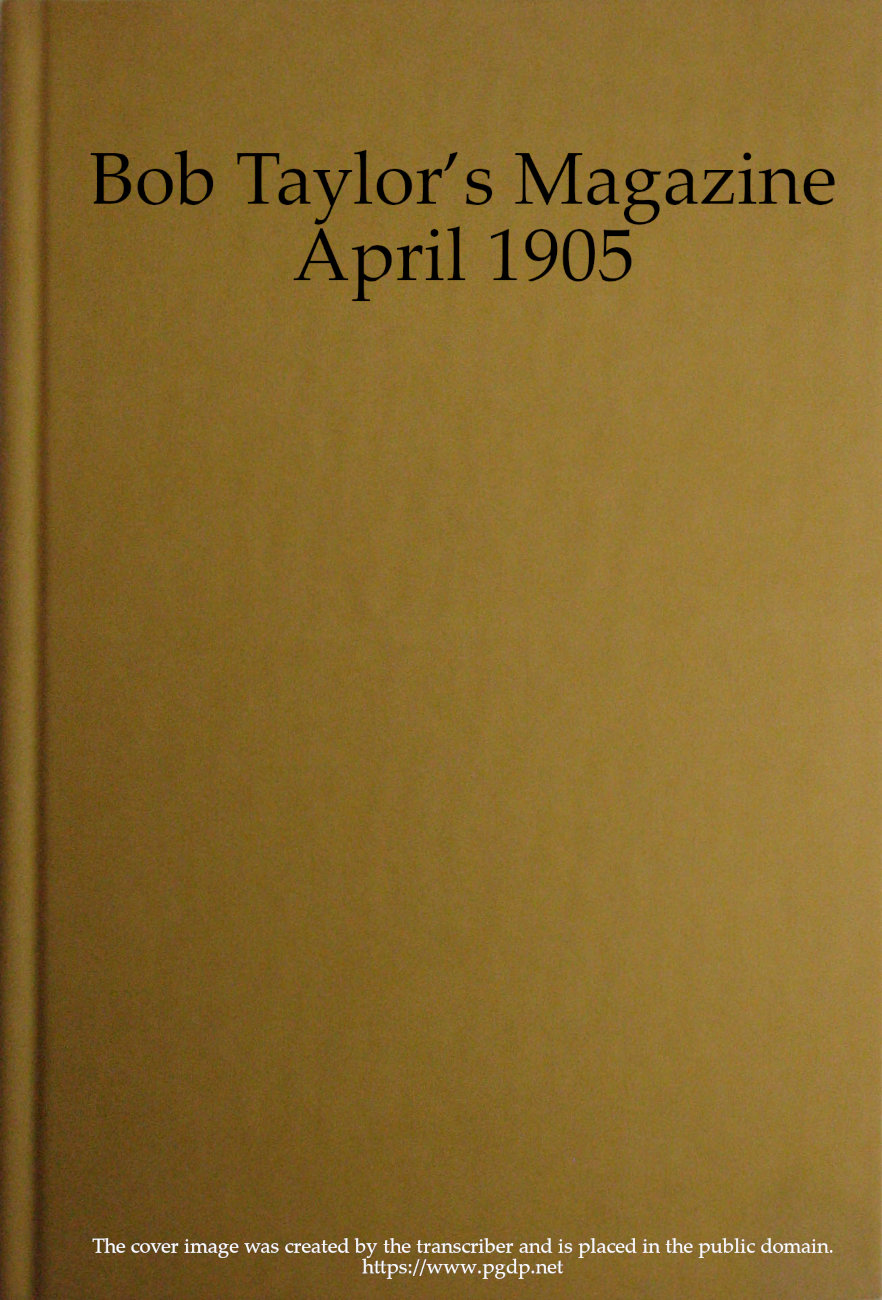 Bob Taylor’s Magazine
April 1905
The cover image was created by the transcriber and is placed in the public domain.
https://www.pgdp.net